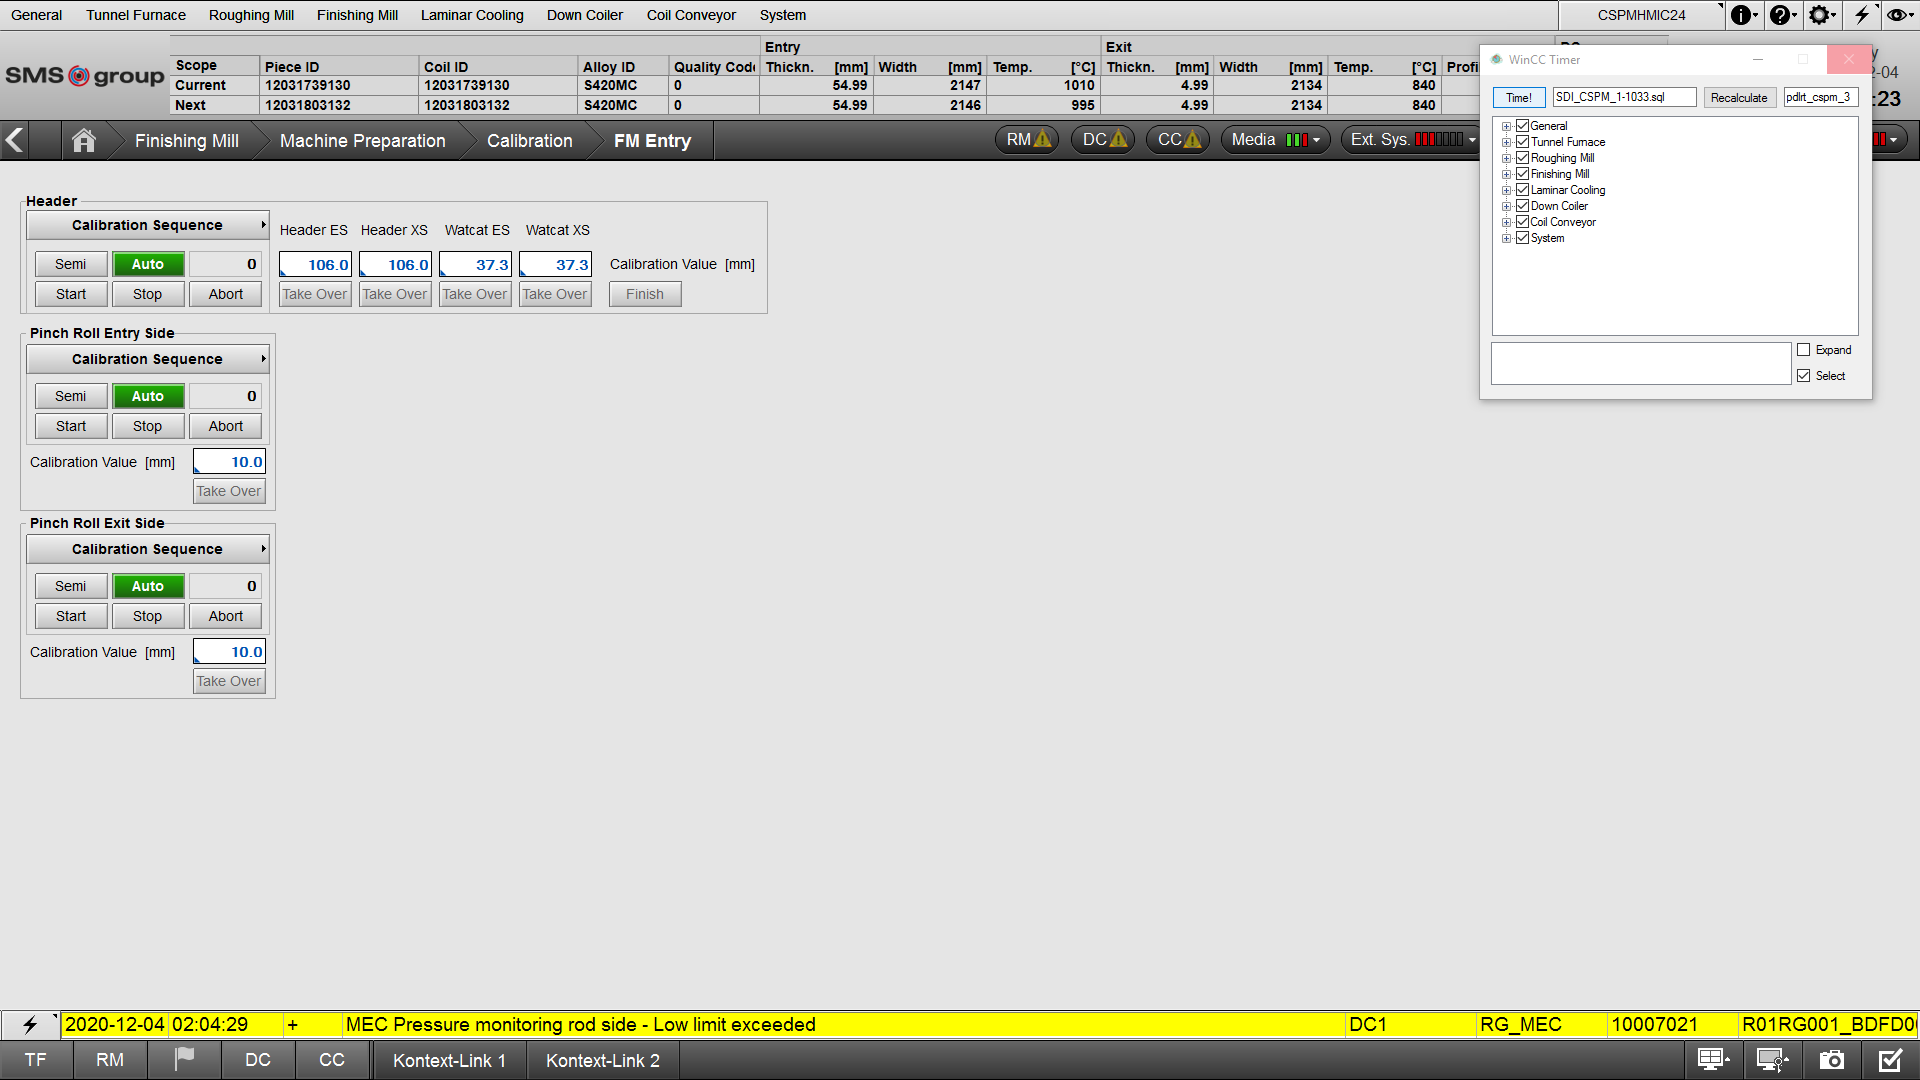 General Tunnel Furnace Roughing Mill Finishing Mill Laminar Cooling Down Coiler Coil Conveyor System CSPMHMIC24
SMS group
Entry Exit
Scope Piece ID Coil ID Alloy ID Quality Code Thickn. [mm] Width [mm] Temp. [°C] Thickn. [mm] Width [mm] Temp. [°C] Profi
Current 12031739130 12031739130 S420MC 0 54.99 2147 1010 4.99 2134 840
Next 12031803132 12031803132 S420MC 0 54.99 2146 995 4.99 2134 840
-04
:23
Finishing Mill Machine Preparation Calibration FM Entry RM DC CC Media Ext. Sys.
WinCC Timer
Time! SDI_CSPM_1-1033.sql Recalculate pdlrt_cspm_3
General
Tunnel Furnace
Roughing Mill
Finishing Mill
Laminar Cooling
Down Coiler
Coil Conveyor
System
Expand
Select
Header
Calibration Sequence Header ES Header XS Watcat ES Watcat XS
Semi Auto 0 106.0 106.0 37.3 37.3 Calibration Value [mm]
Start Stop Abort Take Over Take Over Take Over Take Over Finish
Pinch Roll Entry Side
Calibration Sequence
Semi Auto 0
Start Stop Abort
Calibration Value [mm] 10.0
Take Over
Pinch Roll Exit Side
Calibration Sequence
Semi Auto 0
Start Stop Abort
Calibration Value [mm] 10.0
Take Over
2020-12-04 02:04:29 + MEC Pressure monitoring rod side - Low limit exceeded DC1 RG_MEC 10007021 R01RG001_BDFD0
TF RM DC CC Kontext-Link 1 Kontext-Link 2